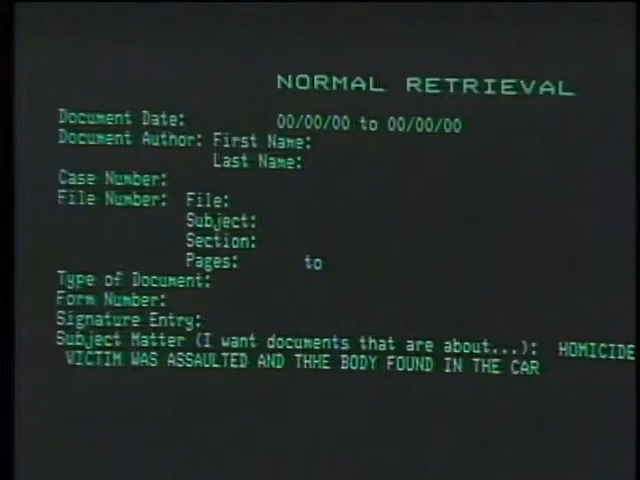 NORMAL RETRIEVAL
Document Date: 00/00/00 to 00/00/00
Document Author: First Name:
Last Name:
Case Number:
File Number: File:
Subject:
Section:
Pages: to
Type of Document:
Form Number:
Signature Entry:
Subject Matter (I want documents that are about...): HOMICIDE
VICTIM WAS ASSAULTED AND THHE BODY FOUND IN THE CAR